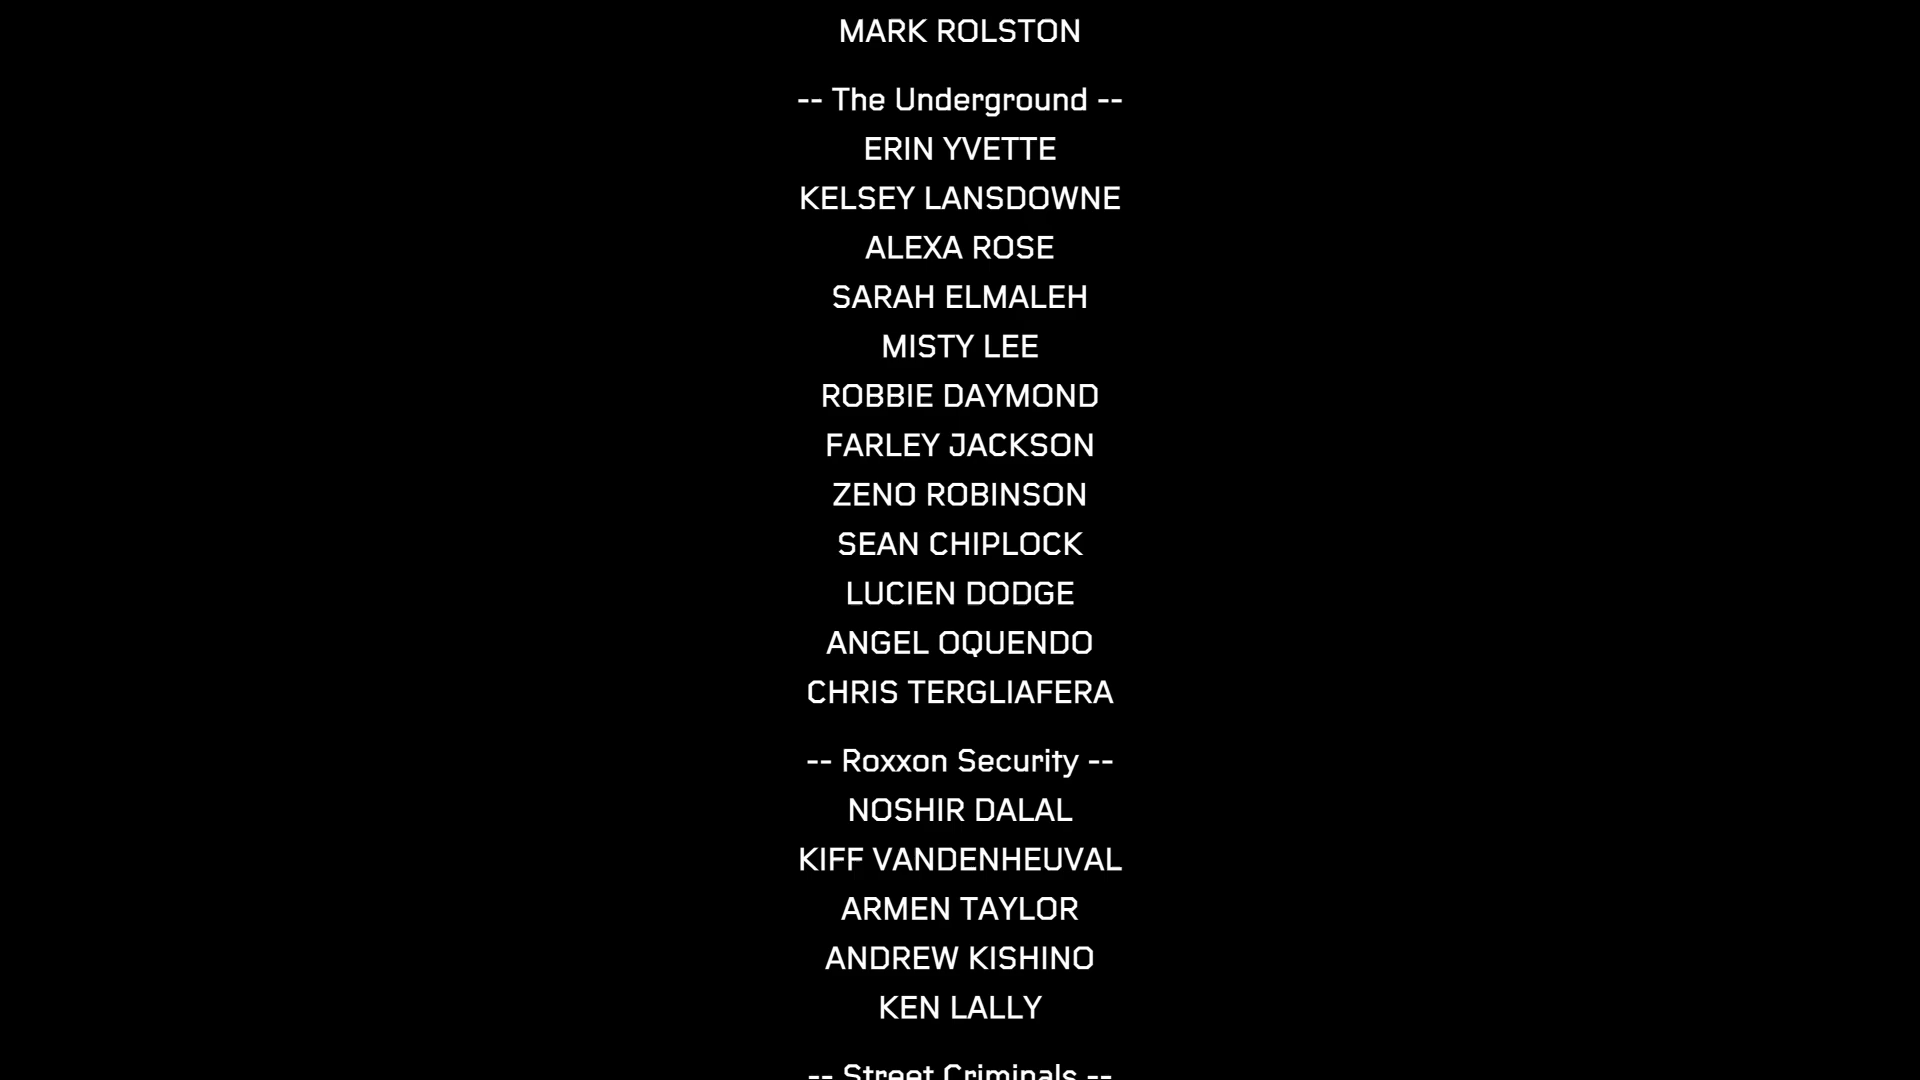 MARK ROLSTON
-- The Underground --
ERIN YVETTE
KELSEY LANSDOWNE
ALEXA ROSE
SARAH ELMALEH
MISTY LEE
ROBBIE DAYMOND
FARLEY JACKSON
ZENO ROBINSON
SEAN CHIPLOCK
LUCIEN DODGE
ANGEL OQUENDO
CHRIS TERGLIAFERA
-- Roxxon Security --
NOSHIR DALAL
KIFF VANDENHEUVAL
ARMEN TAYLOR
ANDREW KISHINO
KEN LALLY
-- Street Criminals --